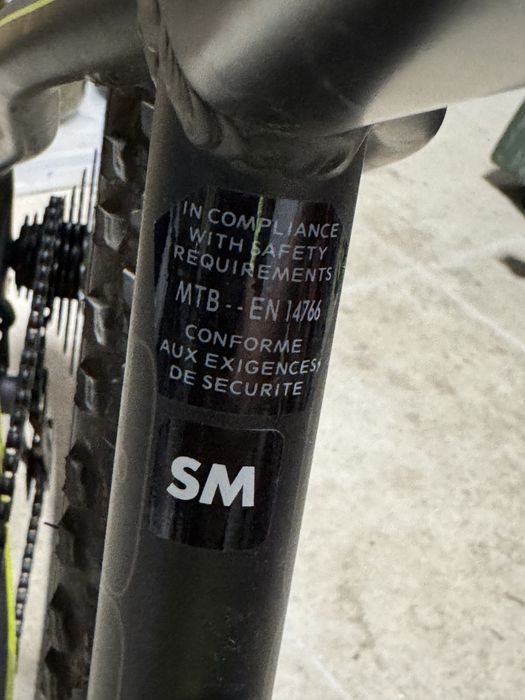 IN COMPLIANCE
WITH SAFETY
REQUIREMENTS
MTB -- EN 14766
CONFORME
AUX EXIGENCES
DE SECURITE
SM